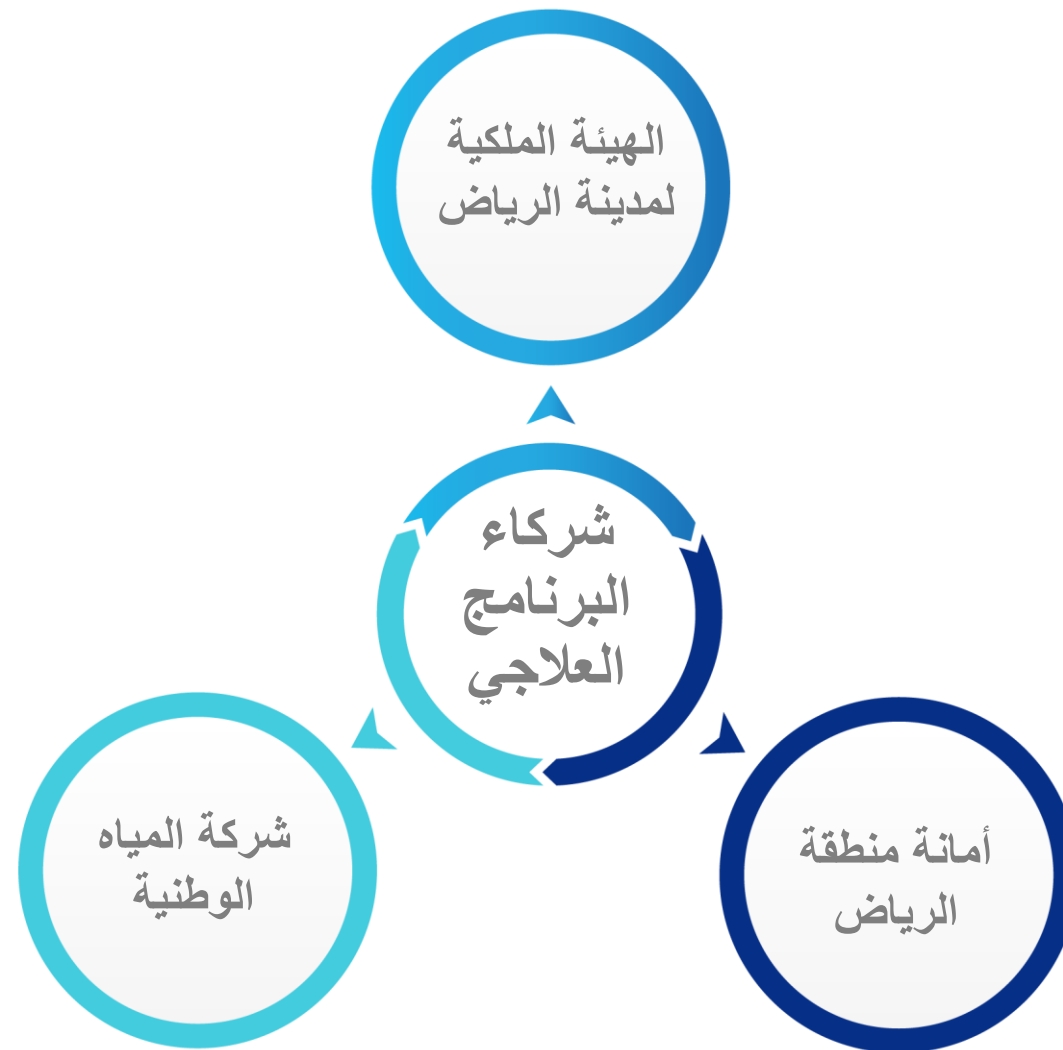 الهيئة الملكية
لمدينة الرياض
شركاء
البرنامج
العلاجي
شركة المياه
الوطنية
أمانة منطقة
الرياض